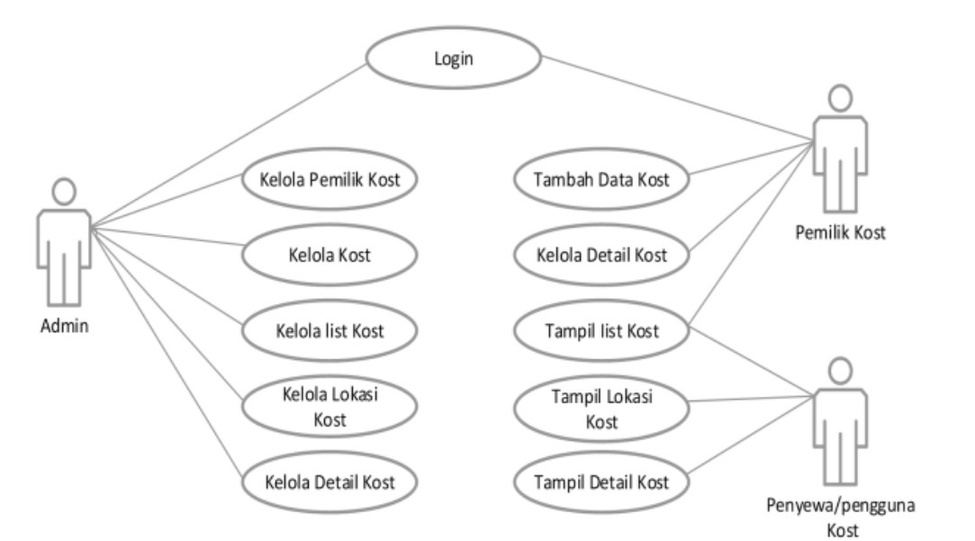 Login
Kelola Pemilik Kost
Tambah Data Kost
Kelola Kost
Kelola Detail Kost
Pemilik Kost
Admin
Kelola list Kost
Tampil list Kost
Kelola Lokasi
Kost
Tampil Lokasi
Kost
Kelola Detail Kost
Tampil Detail Kost
Penyewa/pengguna
Kost